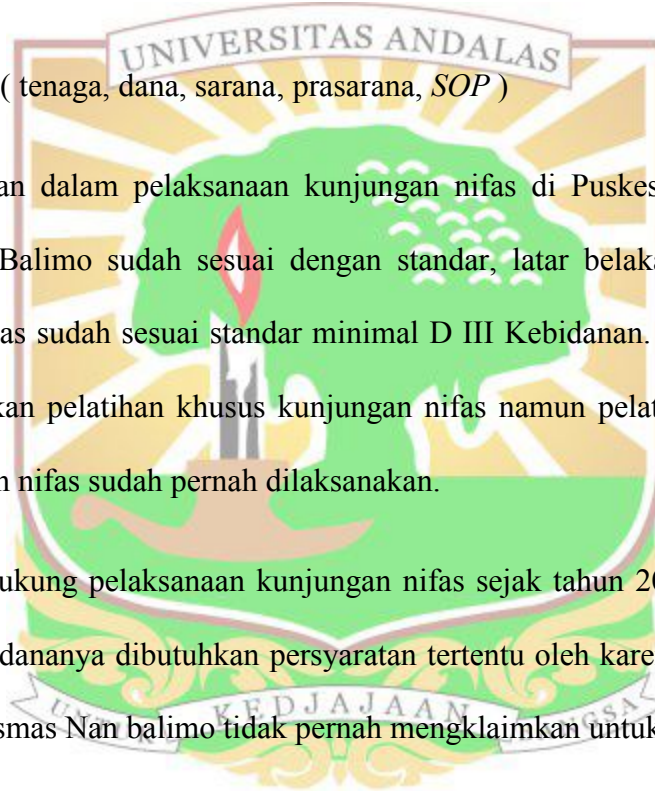 UNIVERSITAS ANDALAS
( tenaga, dana, sarana, prasarana, SOP )
an dalam pelaksanaan kunjungan nifas di Puskes
Balimo sudah sesuai dengan standar, latar belaka
as sudah sesuai standar minimal D III Kebidanan.
kan pelatihan khusus kunjungan nifas namun pelat
n nifas sudah pernah dilaksanakan.
ukung pelaksanaan kunjungan nifas sejak tahun 20
dananya dibutuhkan persyaratan tertentu oleh kare
smas Nan balimo tidak pernah mengklaimkan untuk
KEDJAJAAN